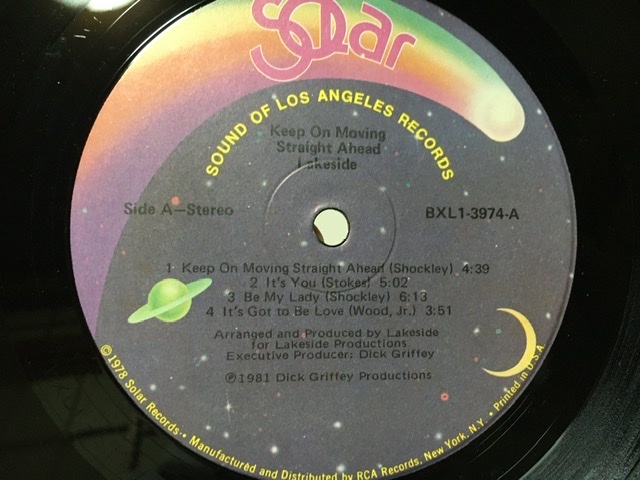 Solar
SOUND OF LOS ANGELES RECORDS
Keep On Moving
Straight Ahead
Lakeside
Side A—Stereo
BXL1-3974-A
1 Keep On Moving Straight Ahead (Shockley) 4:39
2 It's You (Stokes) 5:02
3 Be My Lady (Shockley) 6:13
4 It's Got to Be Love (Wood, Jr.) 3:51
Arranged and Produced by Lakeside
for Lakeside Productions
Executive Producer: Dick Griffey
℗1981 Dick Griffey Productions
©1978 Solar Records• • Manufactured and Distributed by RCA Records, New York, N.Y. • Printed in U.S.A.